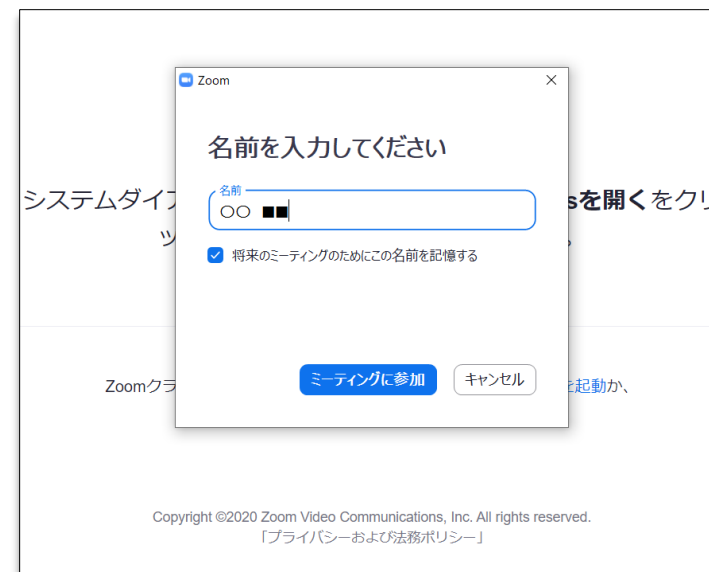 Zoom
名前を入力してください
名前
○○ ■■
将来のミーティングのためにこの名前を記憶する
ミーティングに参加 キャンセル
システムダイア sを開くをクリ
ッ 。
Zoomクラ を起動か、
Copyright ©2020 Zoom Video Communications, Inc. All rights reserved.
「プライバシーおよび法務ポリシー」